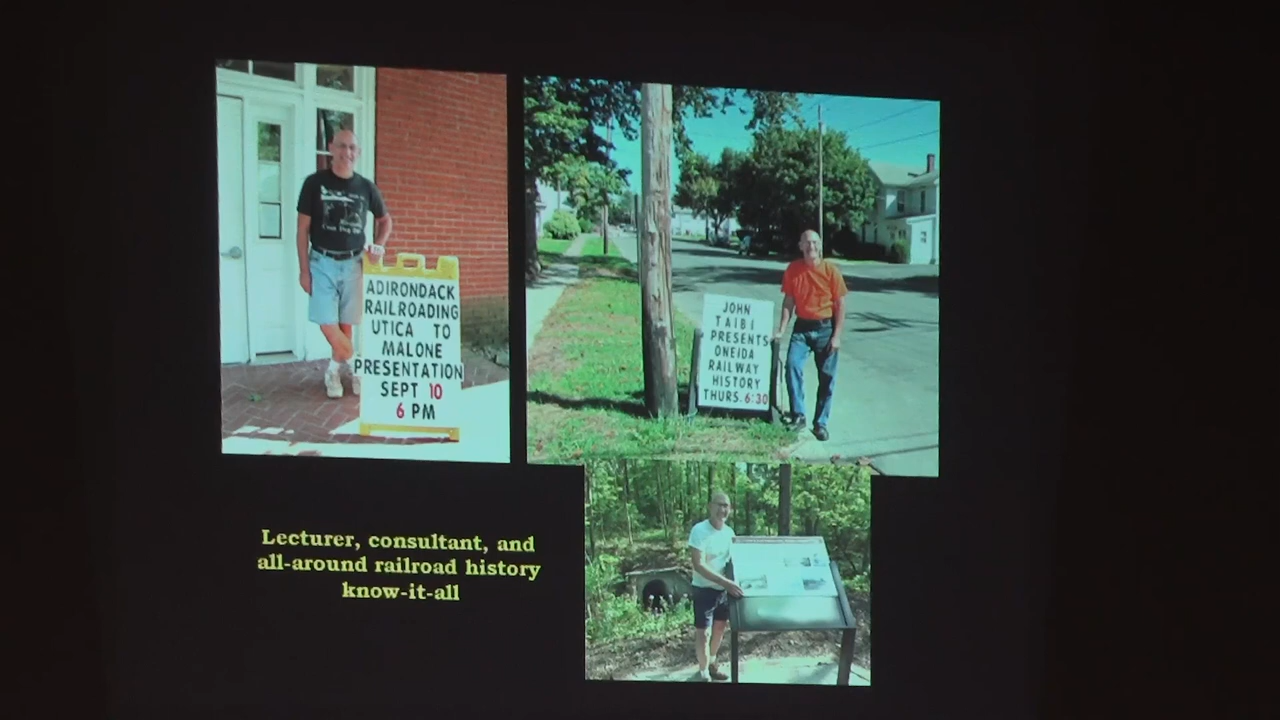 ADIRONDACK
RAILROADING
UTICA TO
MALONE
PRESENTATION
SEPT 10
6 PM
JOHN
TAIBI
PRESENTS
ONEIDA
RAILWAY
HISTORY
THURS. 6:30
Lecturer, consultant, and
all-around railroad history
know-it-all